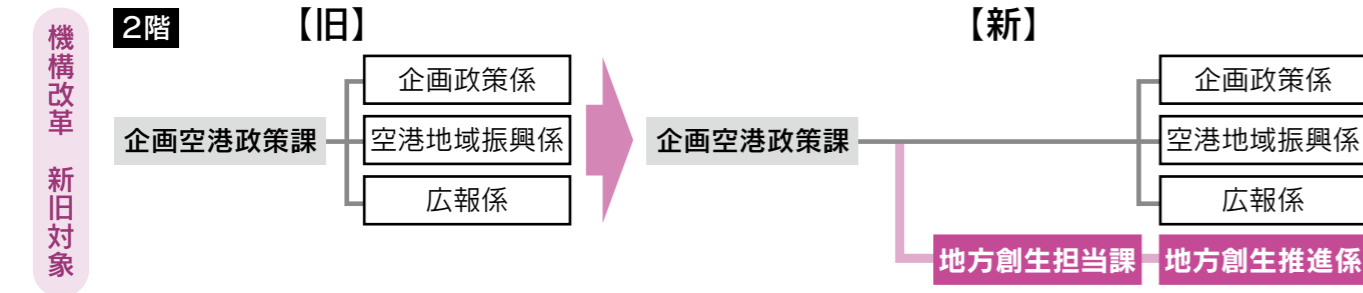 機構改革 新旧対象
2階
【旧】
企画空港政策課
企画政策係
空港地域振興係
広報係
【新】
企画空港政策課
企画政策係
空港地域振興係
広報係
地方創生担当課
地方創生推進係